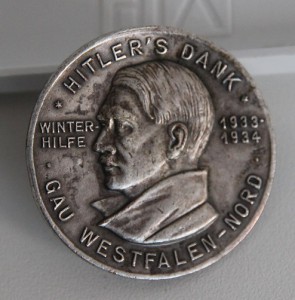 · HITLER'S DANK ·
WINTER-
HILFE
1933-
1934
· GAU WESTFALEN-NORD ·